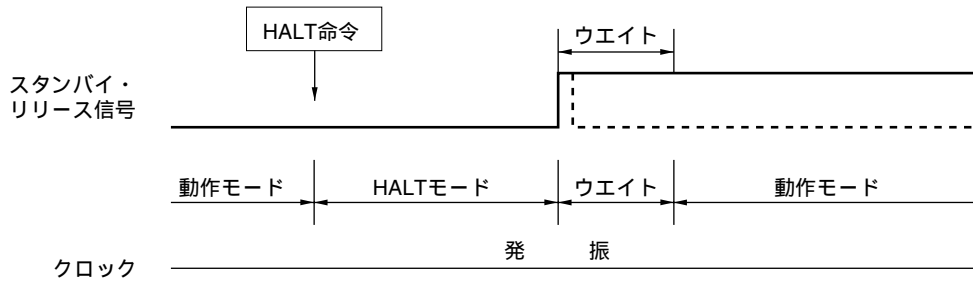 HALT命令
ウエイト
スタンバイ・
リリース信号
動作モード
HALTモード
ウエイト
動作モード
発　振
クロック